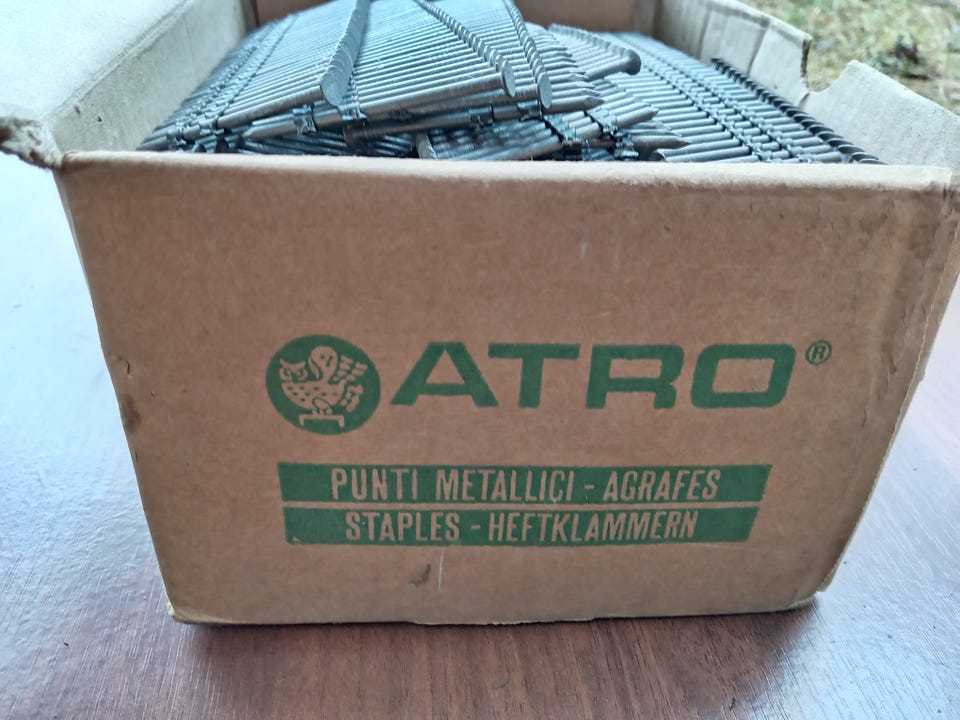 ATRO®
PUNTI METALLICI - AGRAFES
STAPLES - HEFTKLAMMERN